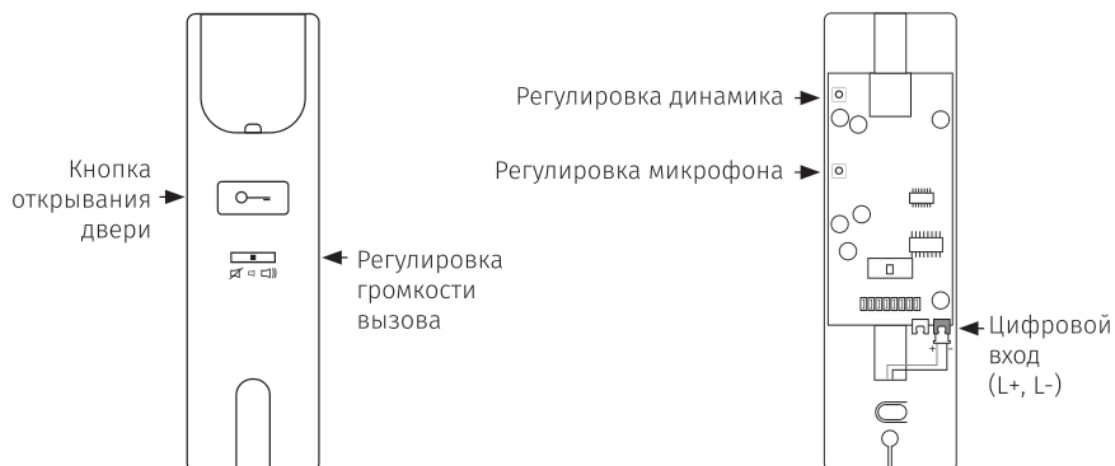 Кнопка
открывания
двери
Регулировка
громкости
вызова
Регулировка динамика
Регулировка микрофона
+ -
Цифровой
вход
(L+, L-)